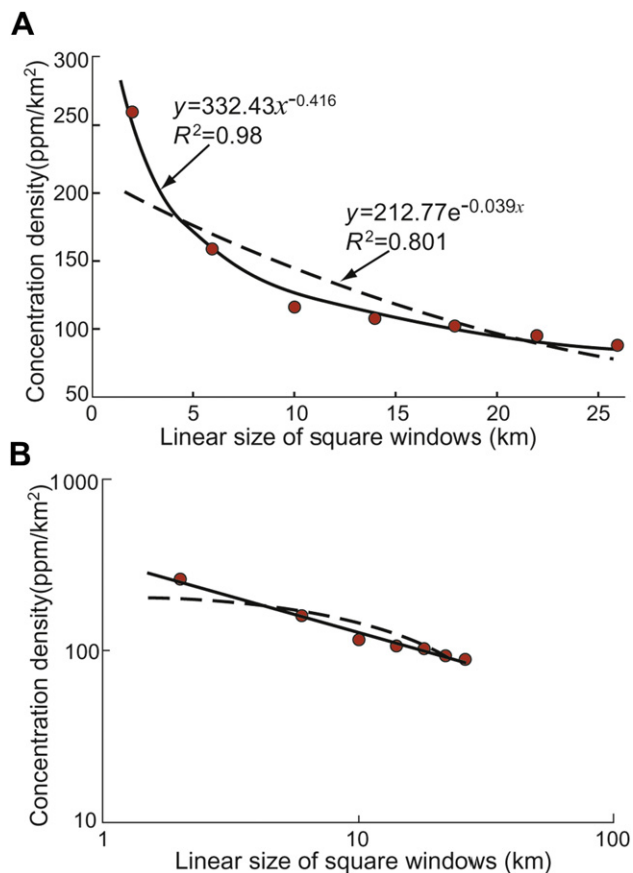 A
300
250
200
150
100
50
Concentration density(ppm/km²)
y=332.43x⁻⁰·⁴¹⁶
R²=0.98
y=212.77e⁻⁰·⁰³⁹ˣ
R²=0.801
0 5 10 15 20 25
Linear size of square windows (km)
B
1000
100
10
Concentration density(ppm/km²)
1 10 100
Linear size of square windows (km)